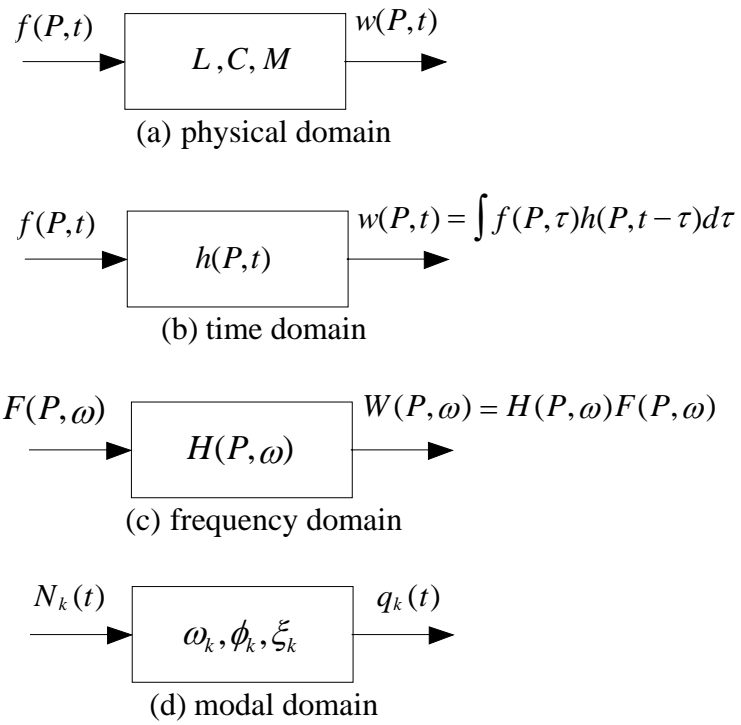 f(P,t) w(P,t)
L,C,M
(a) physical domain
f(P,t) w(P,t) = ∫ f(P,τ)h(P,t−τ)dτ
h(P,t)
(b) time domain
F(P,ω) W(P,ω) = H(P,ω)F(P,ω)
H(P,ω)
(c) frequency domain
N_k(t) q_k(t)
ω_k, ϕ_k, ξ_k
(d) modal domain